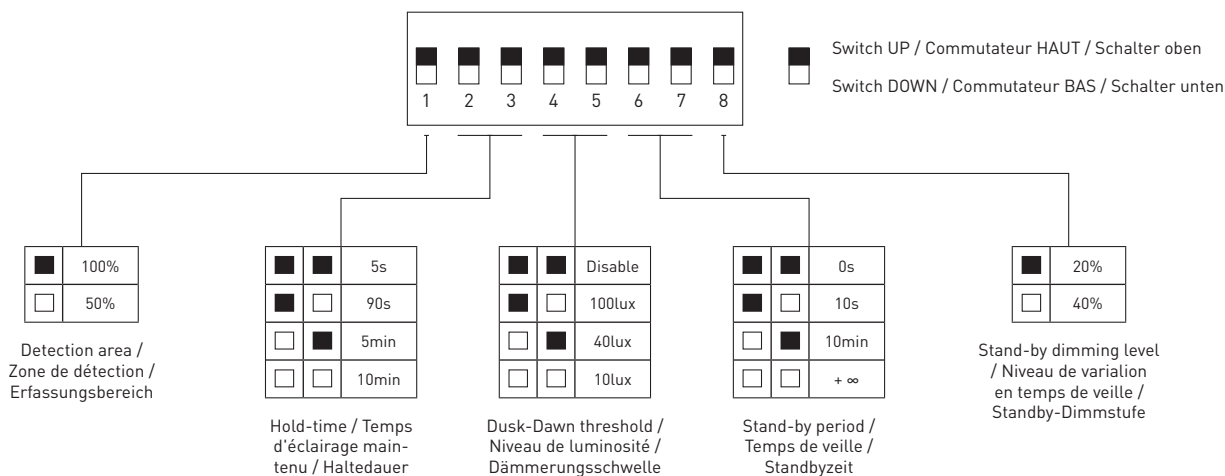 Switch UP / Commutateur HAUT / Schalter oben
Switch DOWN / Commutateur BAS / Schalter unten
1 2 3 4 5 6 7 8
100%
50%
Detection area /
Zone de détection /
Erfassungsbereich
5s
90s
5min
10min
Hold-time / Temps
d'éclairage main-
tenu / Haltedauer
Disable
100lux
40lux
10lux
Dusk-Dawn threshold /
Niveau de luminosité /
Dämmerungsschwelle
0s
10s
10min
+ ∞
Stand-by period /
Temps de veille /
Standbyzeit
20%
40%
Stand-by dimming level
/ Niveau de varialion
en temps de veille /
Standby-Dimmstufe